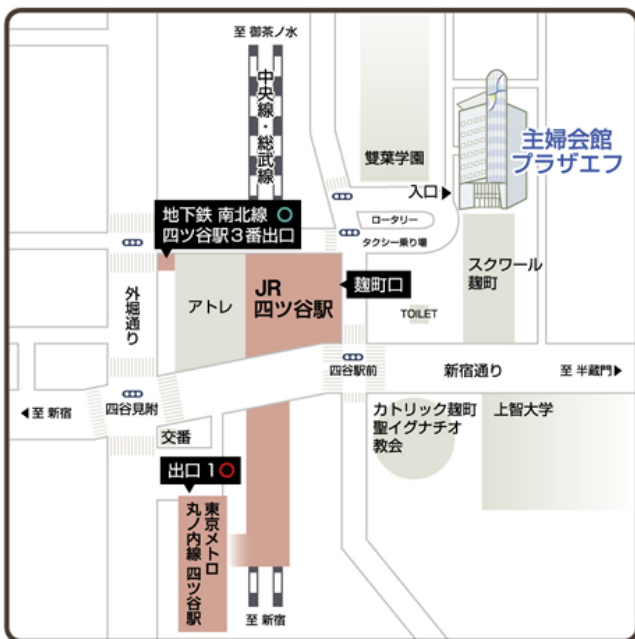 至 御茶ノ水
中央線・総武線
雙葉学園
主婦会館
プラザエフ
入口▶
ロータリー
タクシー乗り場
地下鉄 南北線 ○
四ツ谷駅3番出口
外堀通り
アトレ
JR
四ツ谷駅
麹町口
スクワール
麹町
TOILET
四谷駅前
新宿通り
至 半蔵門▶
◀至 新宿
四谷見附
交番
カトリック麹町
聖イグナチオ
教会
上智大学
出口 1○
東京メトロ
丸ノ内線 四ツ谷駅
至 新宿